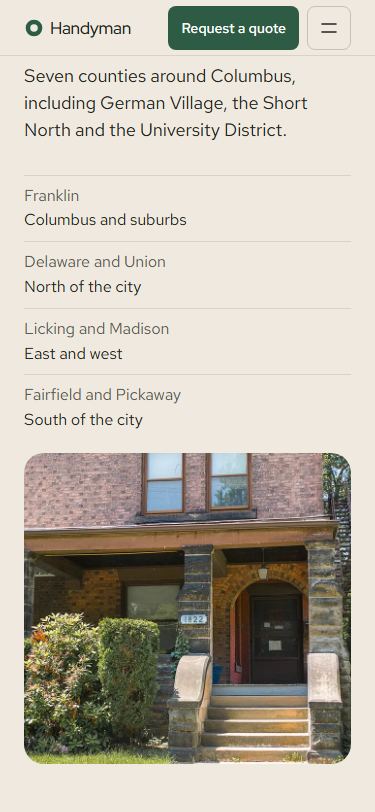 Handyman
Request a quote
Seven counties around Columbus,
including German Village, the Short
North and the University District.
Franklin
Columbus and suburbs
Delaware and Union
North of the city
Licking and Madison
East and west
Fairfield and Pickaway
South of the city
1822